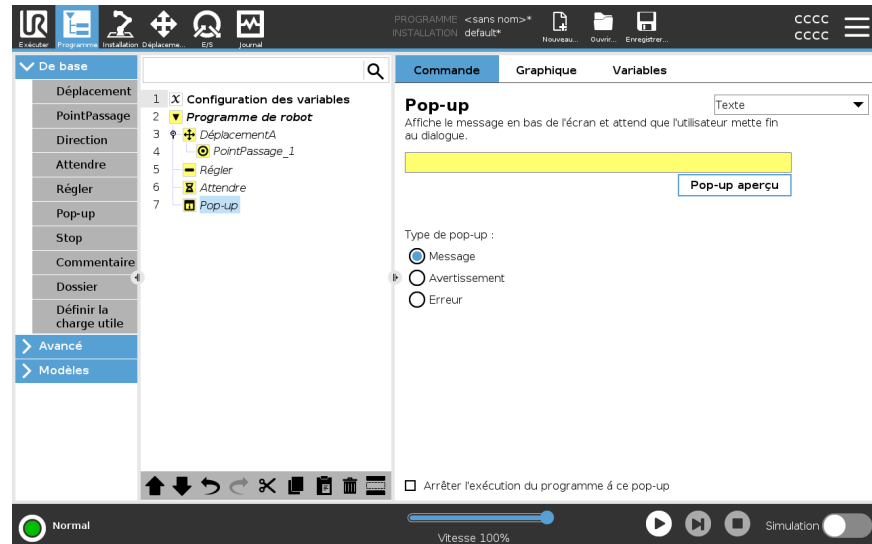 UR
PROGRAMME <sans nom>*
INSTALLATION default*
Exécuter
Programme
Installation
Déplaceme...
E/S
Journal
Nouveau...
Ouvrir...
Enregistrer...
cccc
cccc
De base
Déplacement
PointPassage
Direction
Attendre
Régler
Pop-up
Stop
Commentaire
Dossier
Définir la
charge utile
Avancé
Modèles
1 X Configuration des variables
2 Programme de robot
3 DéplacementA
4 PointPassage_1
5 Régler
6 Attendre
7 Pop-up
Commande Graphique Variables
Pop-up
Texte
Affiche le message en bas de l'écran et attend que l'utilisateur mette fin
au dialogue.
Pop-up aperçu
Type de pop-up :
Message
Avertissement
Erreur
Arrêter l'exécution du programme á ce pop-up
Normal
Vitesse 100%
Simulation